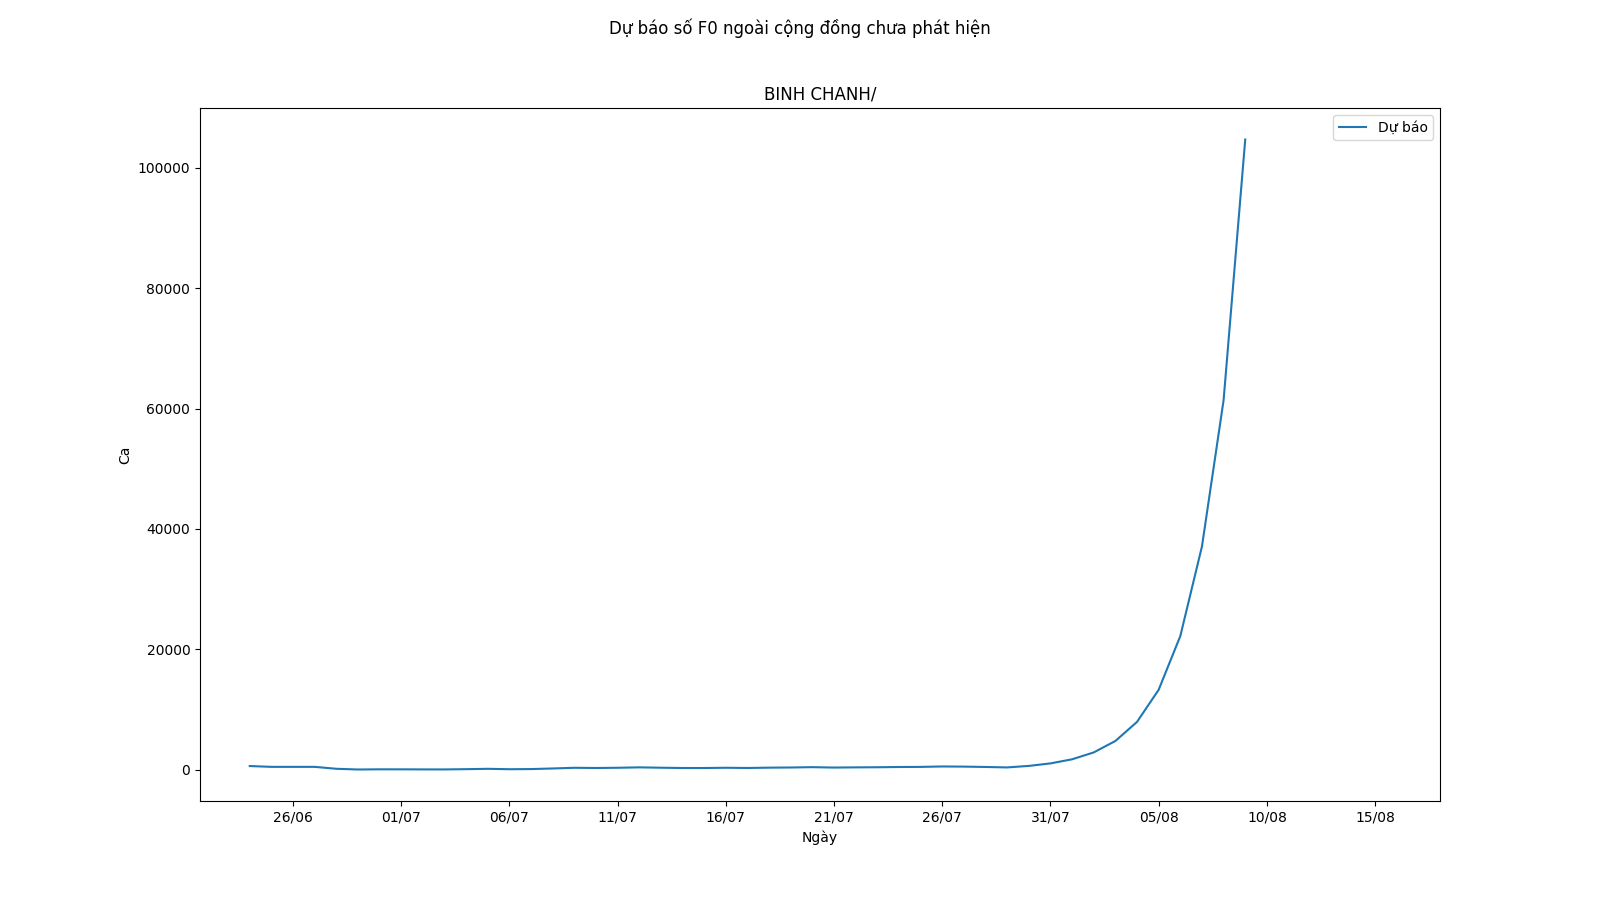 Dự báo số F0 ngoài cộng đồng chưa phát hiện
BINH CHANH/
Dự báo
100000
80000
60000
40000
20000
0
Ca
26/06 01/07 06/07 11/07 16/07 21/07 26/07 31/07 05/08 10/08 15/08
Ngày